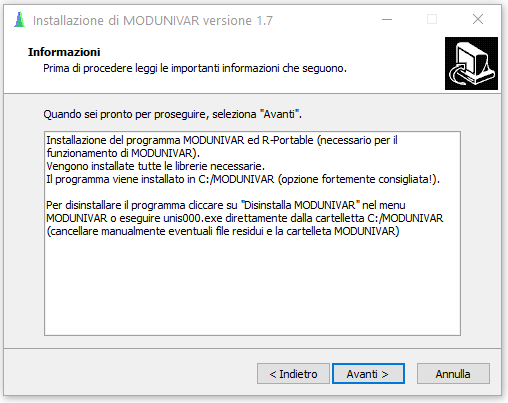 Installazione di MODUNIVAR versione 1.7
Informazioni
Prima di procedere leggi le importanti informazioni che seguono.
Quando sei pronto per proseguire, seleziona "Avanti".
Installazione del programma MODUNIVAR ed R-Portable (necessario per il
funzionamento di MODUNIVAR).
Vengono installate tutte le librerie necessarie.
Il programma viene installato in C:/MODUNIVAR (opzione fortemente consigliata!).
Per disinstallare il programma cliccare su "Disinstalla MODUNIVAR" nel menu
MODUNIVAR o eseguire unis000.exe direttamente dalla cartelletta C:/MODUNIVAR
(cancellare manualmente eventuali file residui e la carteletta MODUNIVAR)
< Indietro
Avanti >
Annulla